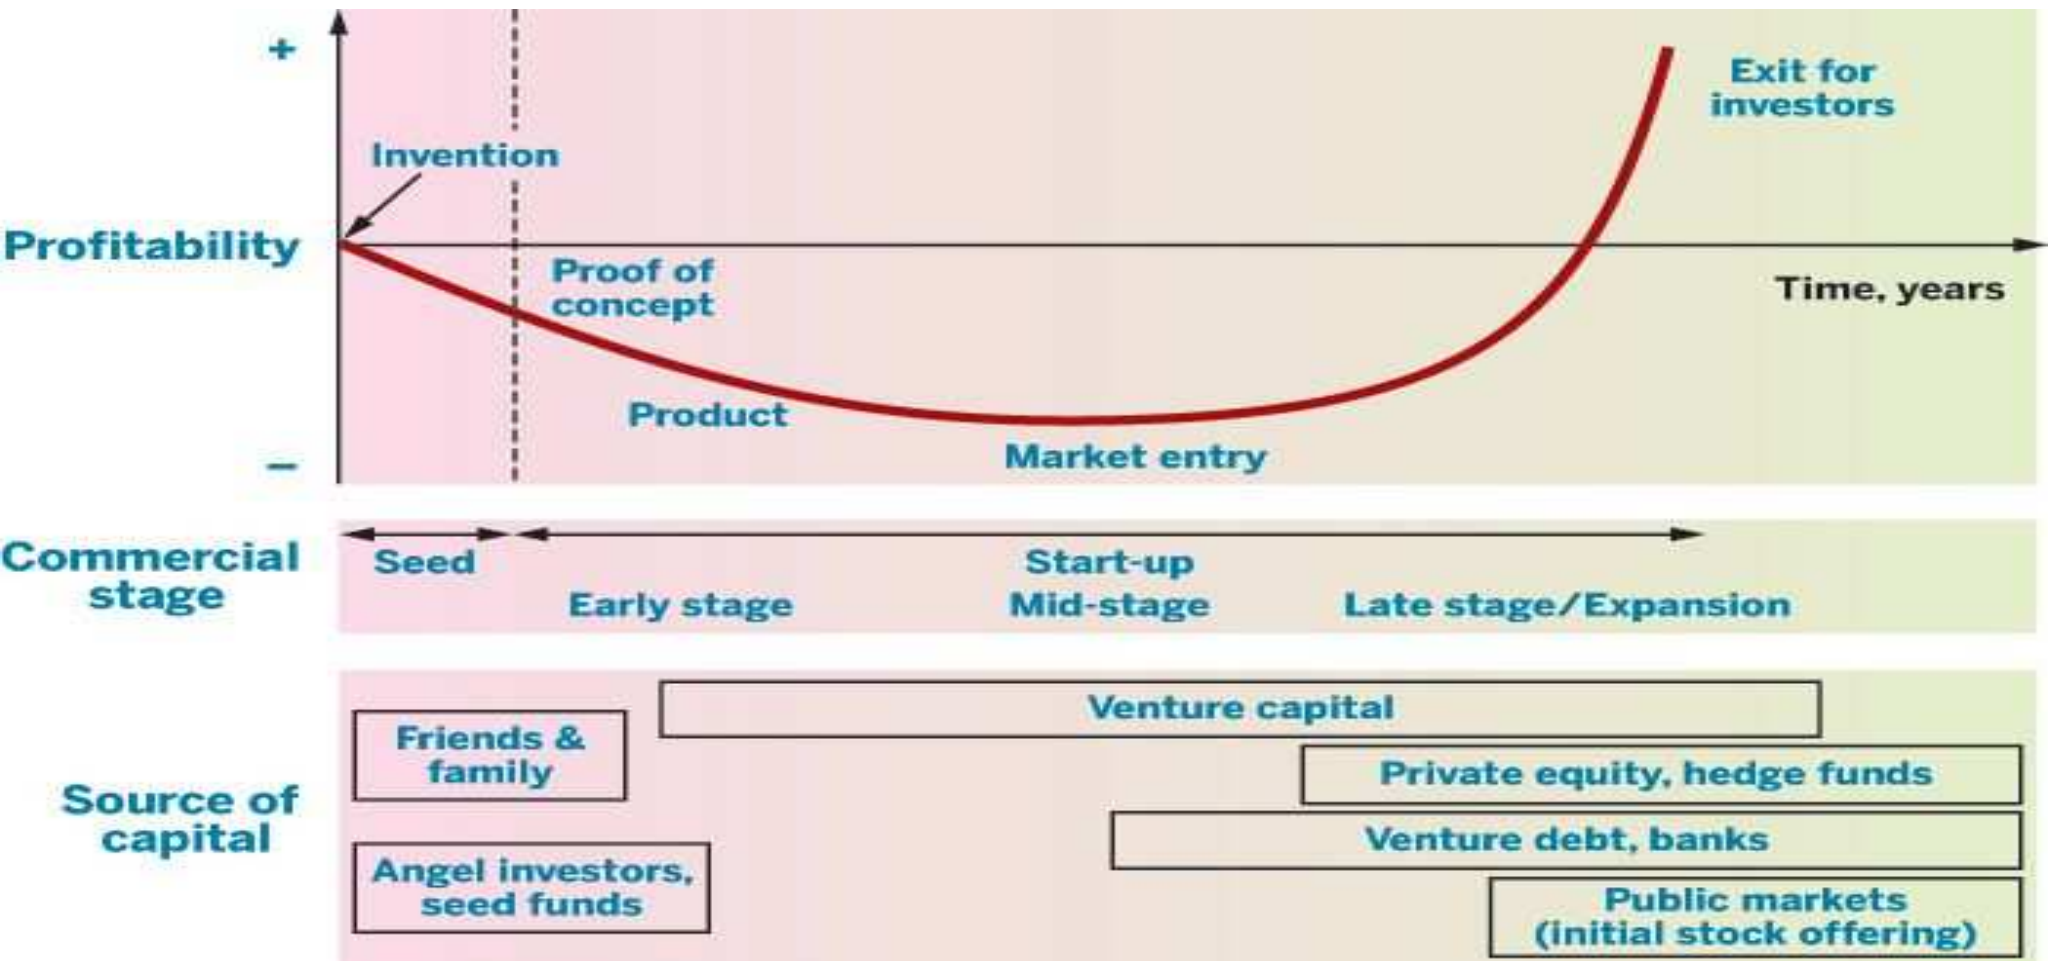 +
Exit for
investors
Invention
Profitability
Proof of
concept
Time, years
Product
Market entry
–
Commercial
stage
Seed
Start-up
Early stage
Mid-stage
Late stage/Expansion
Source of
capital
Venture capital
Friends &
family
Private equity, hedge funds
Venture debt, banks
Angel investors,
seed funds
Public markets
(initial stock offering)